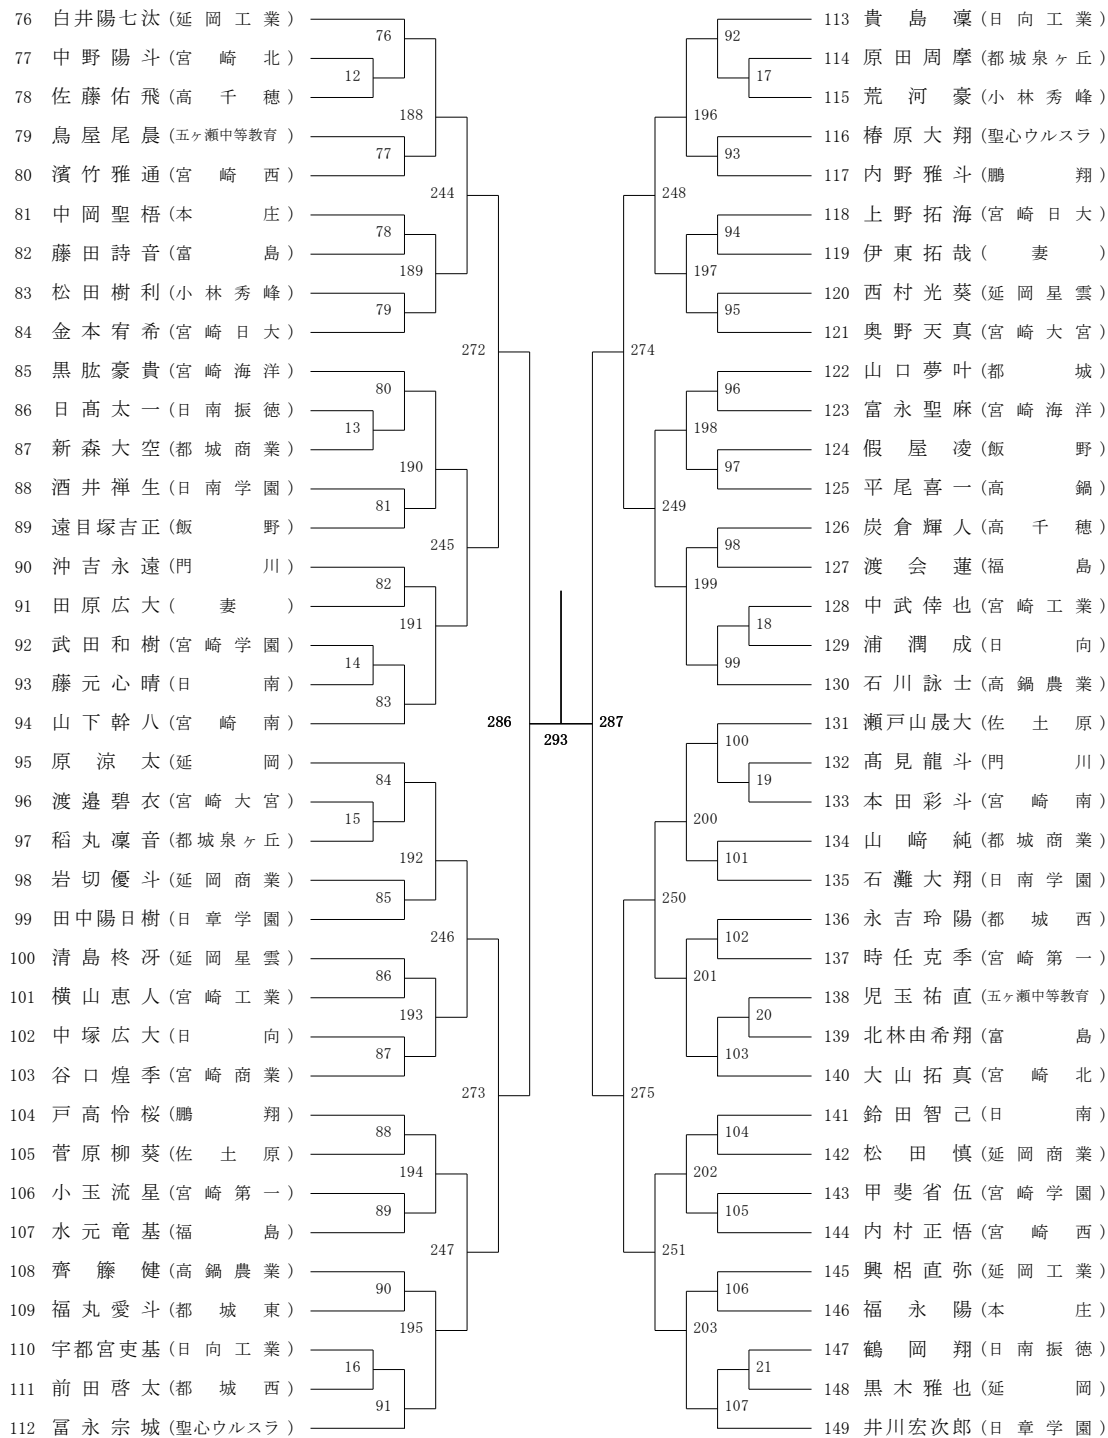 76 白井陽七汰 (延岡工業)
77 中野陽斗 (宮崎北)
78 佐藤佑飛 (高千穂)
79 鳥屋尾晨 (五ヶ瀬中等教育)
80 濱竹雅通 (宮崎西)
81 中岡聖梧 (本庄)
82 藤田詩音 (富島)
83 松田樹利 (小林秀峰)
84 金本宥希 (宮崎日大)
85 黒肱豪貴 (宮崎海洋)
86 日髙太一 (日南振徳)
87 新森大空 (都城商業)
88 酒井禅生 (日南学園)
89 遠目塚吉正 (飯野)
90 沖吉永遠 (門川)
91 田原広大 (妻)
92 武田和樹 (宮崎学園)
93 藤元心晴 (日南)
94 山下幹八 (宮崎南)
95 原涼太 (延岡)
96 渡邉碧衣 (宮崎大宮)
97 稻丸凜音 (都城泉ヶ丘)
98 岩切優斗 (延岡商業)
99 田中陽日樹 (日章学園)
100 清島柊冴 (延岡星雲)
101 横山恵人 (宮崎工業)
102 中塚広大 (日向)
103 谷口煌季 (宮崎商業)
104 戸高怜桜 (鵬翔)
105 菅原柳葵 (佐土原)
106 小玉流星 (宮崎第一)
107 水元竜基 (福島)
108 齊籐健 (高鍋農業)
109 福丸愛斗 (都城東)
110 宇都宮吏基 (日向工業)
111 前田啓太 (都城西)
112 冨永宗城 (聖心ウルスラ)
76
12
188
77
244
78
189
79
272
80
13
190
81
245
82
191
14
83
286
293
287
84
15
192
85
246
86
193
87
273
88
194
89
247
90
195
16
91
92
17
196
93
248
94
197
95
274
96
198
97
249
98
199
18
99
100
19
200
101
250
102
201
20
103
275
104
202
105
251
106
203
21
107
113 貴島凜 (日向工業)
114 原田周摩 (都城泉ヶ丘)
115 荒河豪 (小林秀峰)
116 椿原大翔 (聖心ウルスラ)
117 内野雅斗 (鵬翔)
118 上野拓海 (宮崎日大)
119 伊東拓哉 (妻)
120 西村光葵 (延岡星雲)
121 奥野天真 (宮崎大宮)
122 山口夢叶 (都城)
123 富永聖麻 (宮崎海洋)
124 假屋凌 (飯野)
125 平尾喜一 (高鍋)
126 炭倉輝人 (高千穂)
127 渡会蓮 (福島)
128 中武倖也 (宮崎工業)
129 浦潤成 (日向)
130 石川詠士 (高鍋農業)
131 瀬戸山晟大 (佐土原)
132 髙見龍斗 (門川)
133 本田彩斗 (宮崎南)
134 山﨑純 (都城商業)
135 石灘大翔 (日南学園)
136 永吉玲陽 (都城西)
137 時任克季 (宮崎第一)
138 児玉祐直 (五ヶ瀬中等教育)
139 北林由希翔 (富島)
140 大山拓真 (宮崎北)
141 鈴田智己 (日南)
142 松田慎 (延岡商業)
143 甲斐省伍 (宮崎学園)
144 内村正悟 (宮崎西)
145 興梠直弥 (延岡工業)
146 福永陽 (本庄)
147 鶴岡翔 (日南振徳)
148 黒木雅也 (延岡)
149 井川宏次郎 (日章学園)